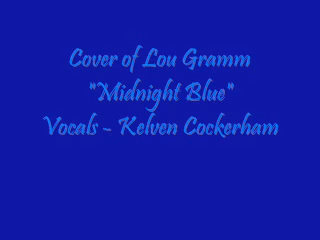 Cover of Lou Gramm
"Midnight Blue"
Vocals - Kelven Cockerham